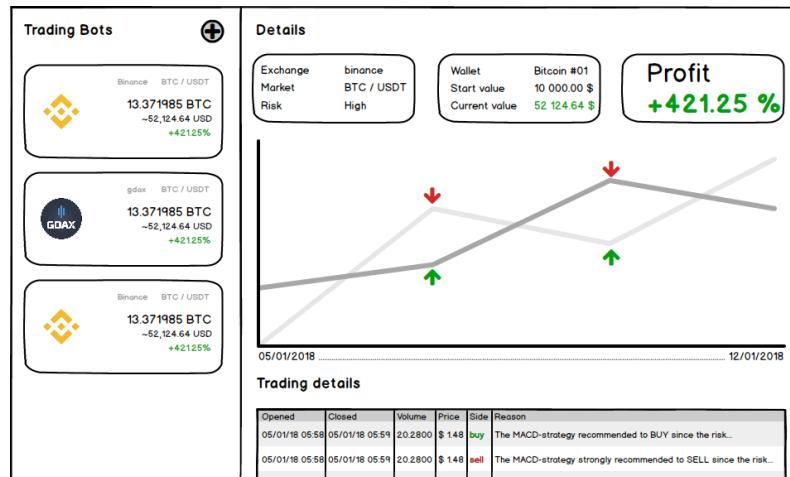 Trading Bots
Binance BTC / USDT
13.371985 BTC
~52,124.64 USD
+421.25%
GDAX
gdax BTC / USDT
13.371985 BTC
~52,124.64 USD
+421.25%
Binance BTC / USDT
13.371985 BTC
~52,124.64 USD
+421.25%
Details
Exchange binance
Market BTC / USDT
Risk High
Wallet Bitcoin #01
Start value 10 000.00 $
Current value 52 124.64 $
Profit
+421.25 %
05/01/2018 12/01/2018
Trading details
Opened Closed Volume Price Side Reason
05/01/18 05:58 05/01/18 05:59 20.2800 $ 1.48 buy The MACD-strategy recommended to BUY since the risk...
05/01/18 05:58 05/01/18 05:59 20.2800 $ 1.48 sell The MACD-strategy strongly recommended to SELL since the risk...